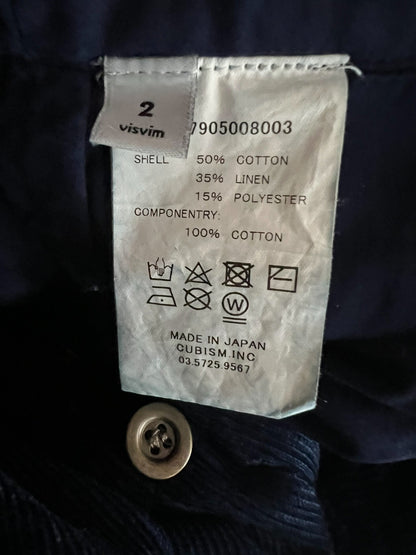 2
visvim
7905008003
SHELL 50% COTTON
35% LINEN
15% POLYESTER
COMPONENTRY:
100% COTTON
W
MADE IN JAPAN
CUBISM.INC
03.5725.9567